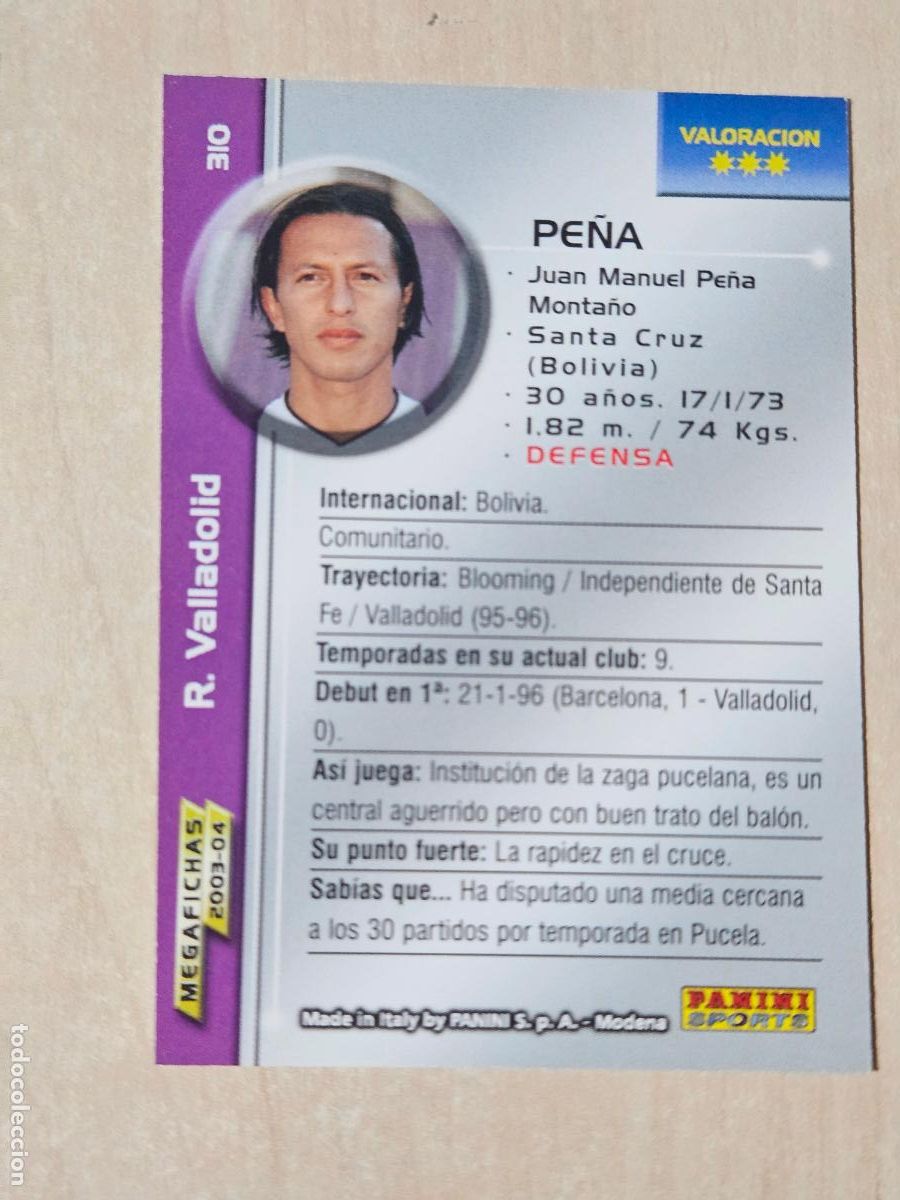 310
VALORACION
PEÑA
· Juan Manuel Peña
Montaño
· Santa Cruz
(Bolivia)
· 30 años. 17/1/73
· 1.82 m. / 74 Kgs.
· DEFENSA
R. Valladolid
MEGAFICHAS
2003-04
Internacional: Bolivia.
Comunitario.
Trayectoria: Blooming / Independiente de Santa
Fe / Valladolid (95-96).
Temporadas en su actual club: 9.
Debut en 1ª: 21-1-96 (Barcelona, 1 - Valladolid,
0).
Así juega: Institución de la zaga pucelana, es un
central aguerrido pero con buen trato del balón.
Su punto fuerte: La rapidez en el cruce.
Sabías que... Ha disputado una media cercana
a los 30 partidos por temporada en Pucela.
Made in Italy by PANINI S. p. A. - Modena
PANINI
SPORTS
todocoleccion